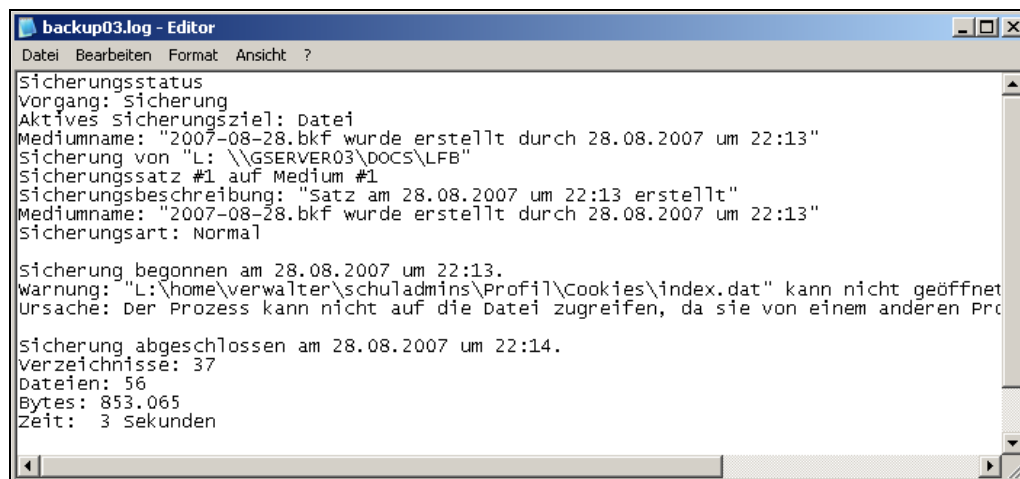 backup03.log - Editor
Datei Bearbeiten Format Ansicht ?
Sicherungsstatus
Vorgang: Sicherung
Aktives Sicherungsziel: Datei
Mediumname: "2007-08-28.bkf wurde erstellt durch 28.08.2007 um 22:13"
Sicherung von "L: \\GSERVER03\DOCS\LFB"
Sicherungssatz #1 auf Medium #1
Sicherungsbeschreibung: "Satz am 28.08.2007 um 22:13 erstellt"
Mediumname: "2007-08-28.bkf wurde erstellt durch 28.08.2007 um 22:13"
Sicherungsart: Normal
Sicherung begonnen am 28.08.2007 um 22:13.
Warnung: "L:\home\verwalter\schuladmins\Profil\Cookies\index.dat" kann nicht geöffnet
Ursache: Der Prozess kann nicht auf die Datei zugreifen, da sie von einem anderen Pro
Sicherung abgeschlossen am 28.08.2007 um 22:14.
Verzeichnisse: 37
Dateien: 56
Bytes: 853.065
Zeit:  3 Sekunden